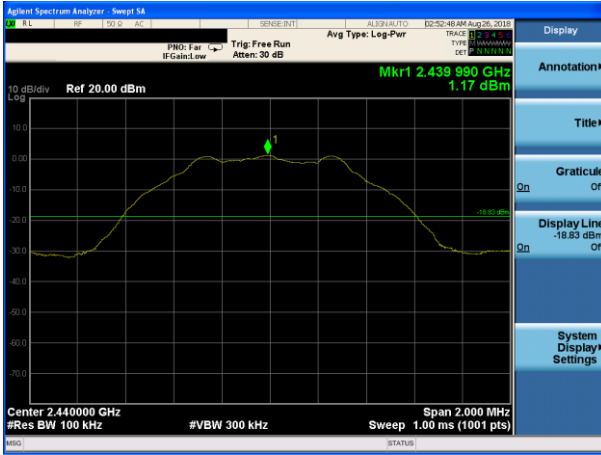 Agilent Spectrum Analyzer - Swept SA
RL RF 50 Ω AC SENSE:INT ALIGNAUTO 02:52:48 AM Aug 26, 2018
Avg Type: Log-Pwr
TRACE 1 2 3 4 5 6
TYPE M
DET P N N N N N
PNO: Far
IFGain:Low
Trig: Free Run
Atten: 30 dB
Mkr1 2.439 990 GHz
1.17 dBm
10 dB/div
Log
Ref 20.00 dBm
1
10.0
0.00
-10.0
-18.83 dBm
-20.0
-30.0
-40.0
-50.0
-60.0
-70.0
Center 2.440000 GHz
Span 2.000 MHz
#Res BW 100 kHz
#VBW 300 kHz
Sweep 1.00 ms (1001 pts)
MSG
STATUS
Display
Annotation
Title
Graticule
On Of
Display Line
-18.83 dBm
On Of
System
Display
Settings